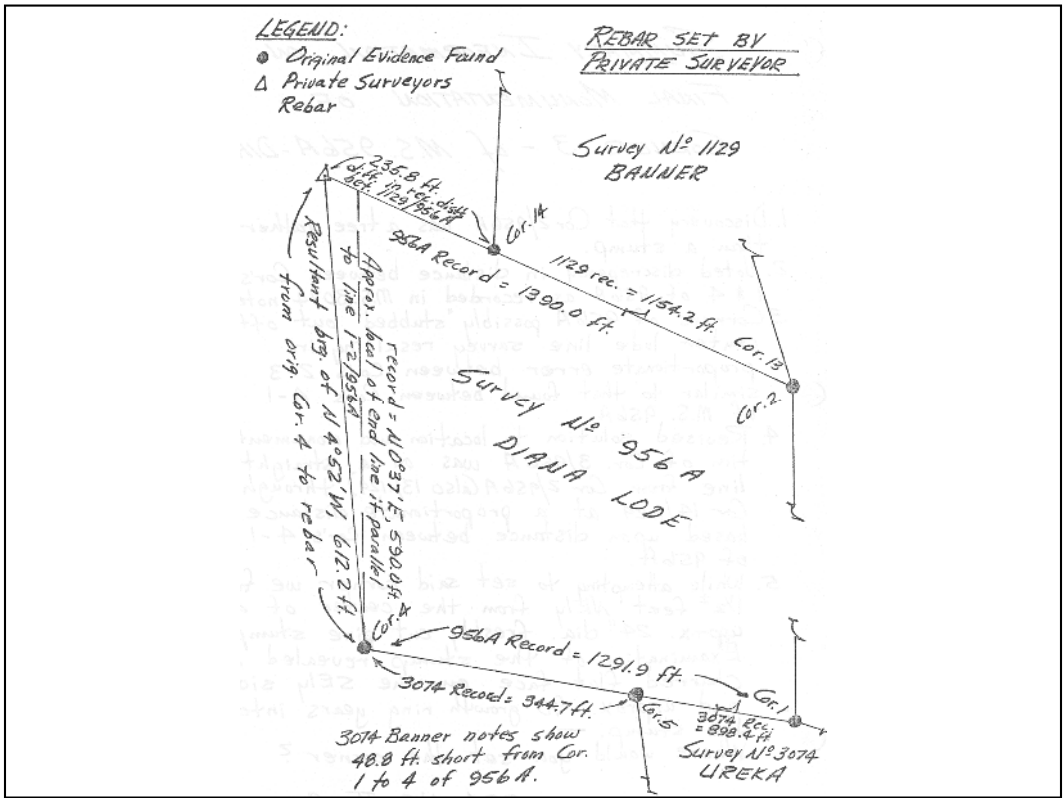 LEGEND:
Original Evidence Found
Private Surveyors
Rebar
REBAR SET BY
PRIVATE SURVEYOR
Survey Nº 1129
BANNER
235.8 ft.
(diff. in rec. dist.
bet. 1129/956A
Cor. 14
956A Record = 1390.0 ft.
1129 rec. = 1154.2 ft.
Cor. 13
Cor. 2
Survey Nº 956A
DIANA LODE
Resultant brg. of N 4°52'W, 612.2 ft.
from orig. Cor. 4 to rebar
Approx. local of end line if parallel
to line 1-2/956A
record = N 0°37'E, 590.0 ft
Cor. 4
956A Record = 1291.9 ft.
3074 Record = 344.7 ft.
Cor. 5
Cor. 1
3074 Rec.
= 898.4 ft
3074 Banner notes show
48.8 ft. short from Cor.
1 to 4 of 956A.
Survey Nº 3074
UREKA